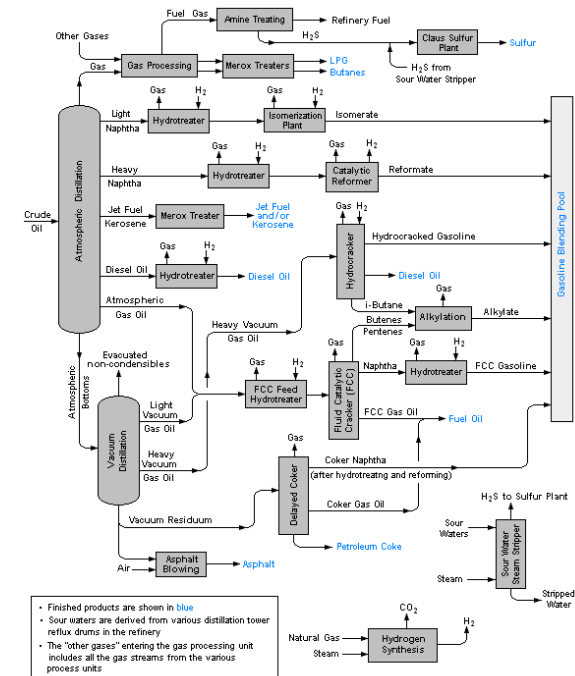 Fuel Gas
Amine Treating
Refinery Fuel
Other Gases
H2S
Claus Sulfur
Plant
Sulfur
Gas
Gas Processing
Merox Treaters
LPG
Butanes
H2S from
Sour Water Stripper
Light
Naphtha
Gas
H2
Hydrotreater
Gas
H2
Isomerization
Plant
Isomerate
Heavy
Naphtha
Gas
H2
Hydrotreater
Gas
H2
Catalytic
Reformer
Reformate
Crude
Oil
Atmospheric Distillation
Jet Fuel
Kerosene
Merox Treater
Jet Fuel
and/or
Kerosene
Gas
H2
Hydrocracker
Hydrocracked Gasoline
Diesel Oil
Gasoline Blending Pool
Diesel Oil
Gas
H2
Hydrotreater
Diesel Oil
Atmospheric
Gas Oil
i-Butane
Butenes
Pentenes
Gas
Alkylation
Alkylate
Heavy Vacuum
Gas Oil
Atmospheric
Bottoms
Evacuated
non-condensibles
Gas
H2
FCC Feed
Hydrotreater
Gas
Fluid Catalytic
Cracker (FCC)
Naphtha
Gas
H2
Hydrotreater
FCC Gasoline
FCC Gas Oil
Fuel Oil
Vacuum
Distillation
Light
Vacuum
Gas Oil
Heavy
Vacuum
Gas Oil
Gas
Delayed Coker
Coker Naphtha
(after hydrotreatng and reforming)
Coker Gas Oil
Petroleum Coke
Vacuum Residuum
Air
Asphalt
Blowing
Asphalt
H2S to Sulfur Plant
Sour
Waters
Sour Water
Steam Stripper
Steam
Stripped
Water
• Finished products are shown in blue
• Sour waters are derived from various distillation tower
reflux drums in the refinery
• The "other gases" entering the gas processing unit
includes all the gas streams from the various
process units
CO2
H2
Natural Gas
Steam
Hydrogen
Synthesis